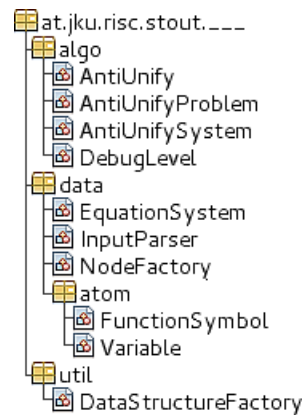 at.jku.risc.stout.___
algo
AntiUnify
AntiUnifyProblem
AntiUnifySystem
DebugLevel
data
EquationSystem
InputParser
NodeFactory
atom
FunctionSymbol
Variable
util
DataStructureFactory